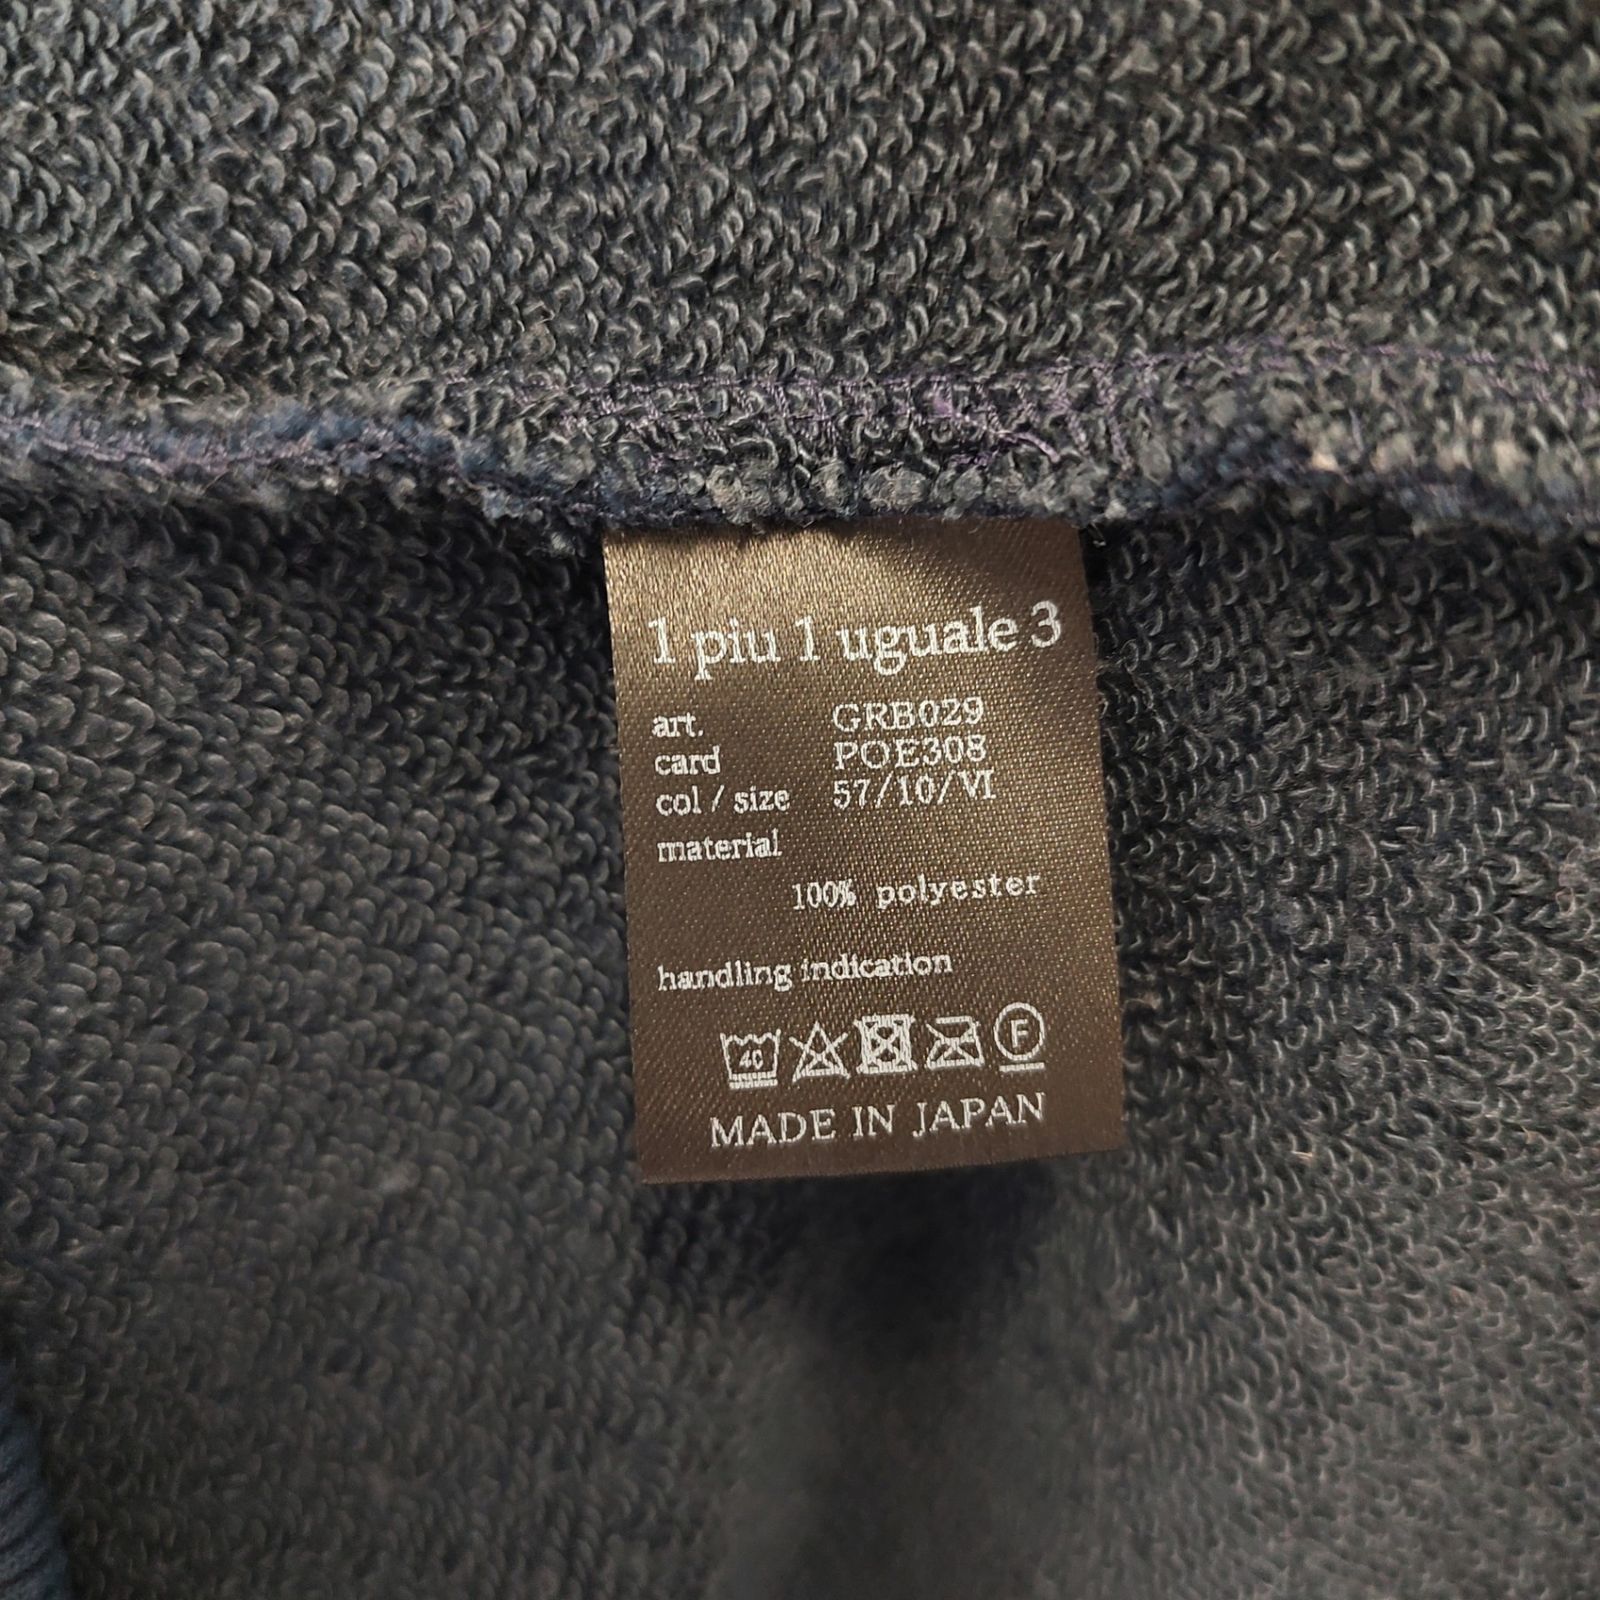 1 piu 1 uguale 3
art. GRB029
card POE308
col / size 57/10/VI
material
100% polyester
handling indication
40 F
MADE IN JAPAN